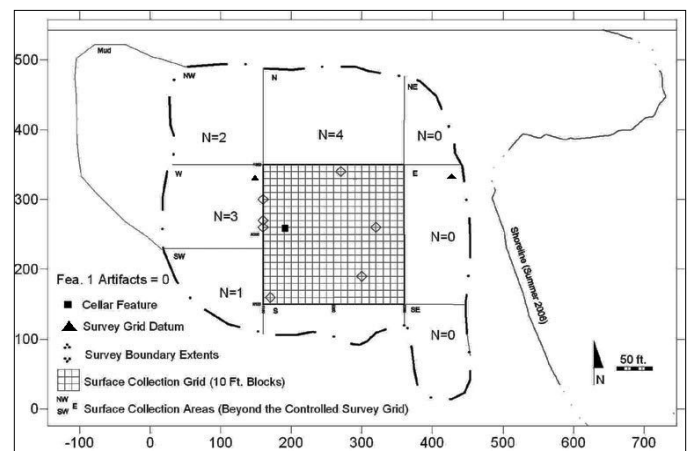 500
400
300
200
100
0
Mud
NW
N
NE
N=2
N=4
N=0
W
E
N=3
N=0
SW
N=1
S
S
SE
N=0
Shoreline (Summer 2006)
Fea. 1 Artifacts = 0
Cellar Feature
Survey Grid Datum
Survey Boundary Extents
Surface Collection Grid (10 Ft. Blocks)
NW
SW E Surface Collection Areas (Beyond the Controlled Survey Grid)
50 ft.
N
-100 0 100 200 300 400 500 600 700